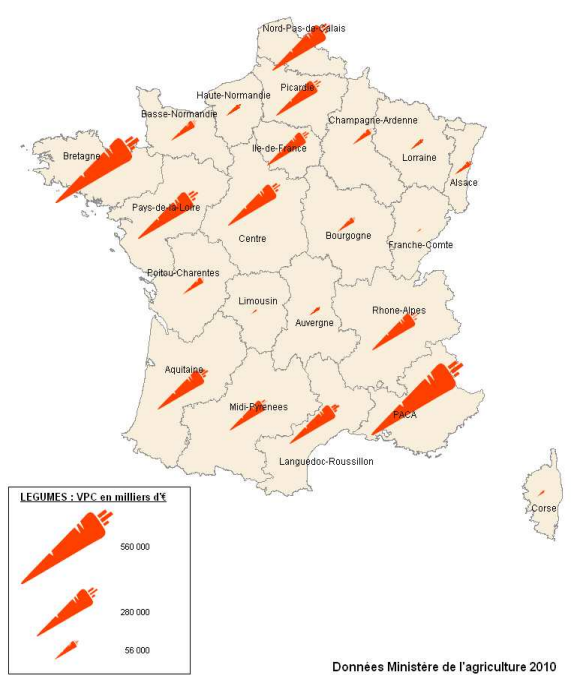 Nord-Pas-de-Calais
Picardie
Haute-Normandie
Basse-Normandie
Champagne-Ardenne
Ile-de-France
Bretagne
Lorraine
Alsace
Pays-de-la-Loire
Centre
Bourgogne
Franche-Comte
Poitou-Charentes
Limousin
Rhone-Alpes
Auvergne
Aquitaine
Midi-Pyrenees
PACA
Languedoc-Roussillon
Corse
LEGUMES : VPC en milliers d'€
560 000
280 000
56 000
Données Ministère de l'agriculture 2010